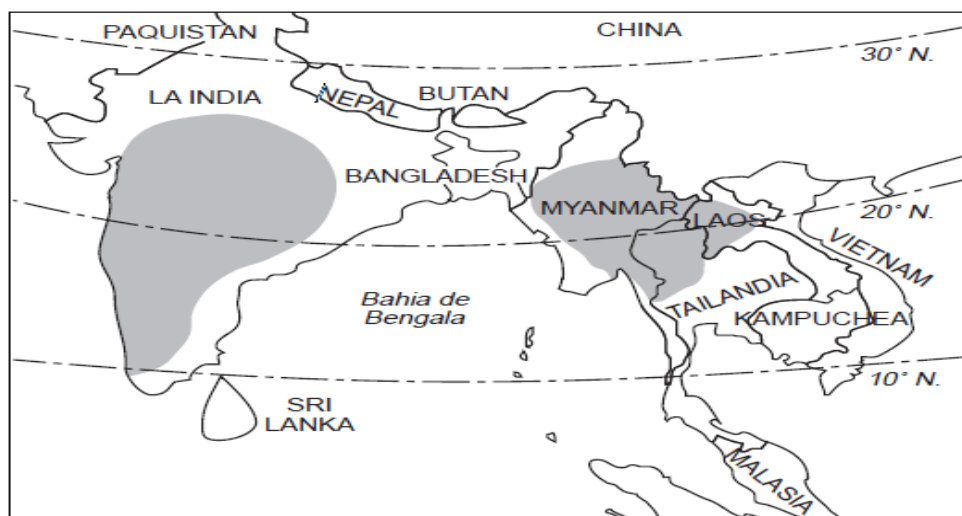 PAQUISTAN
CHINA
30° N.
LA INDIA
NEPAL
BUTAN
BANGLADESH
MYANMAR
LAOS
20° N.
VIETNAM
Bahia de
Bengala
TAILANDIA
KAMPUCHEA
10° N.
SRI
LANKA
MALASIA